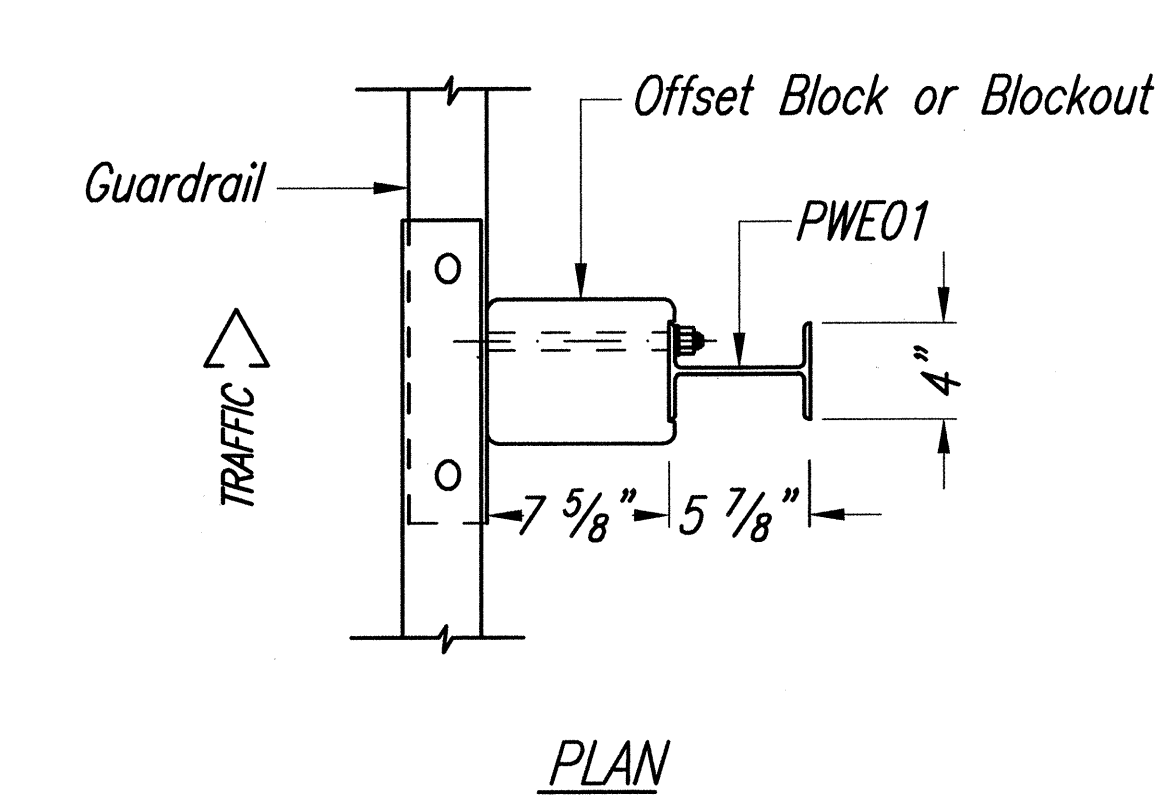 Offset Block or Blockout
Guardrail
PWE01
TRAFFIC
4"
7 5/8"
5 7/8"
PLAN